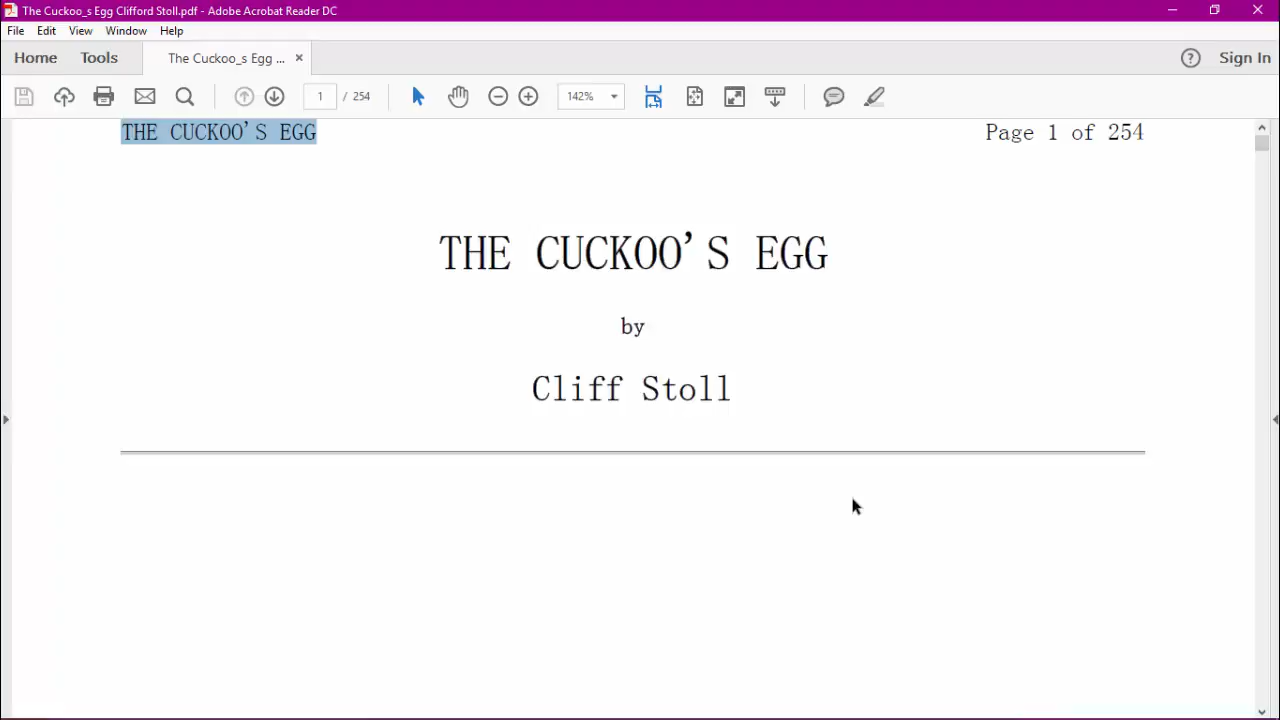 The Cuckoo_s Egg Clifford Stoll.pdf - Adobe Acrobat Reader DC
File Edit View Window Help
Home Tools The Cuckoo_s Egg ... × Sign In
1 / 254 142%
THE CUCKOO'S EGG Page 1 of 254
THE CUCKOO'S EGG
by
Cliff Stoll